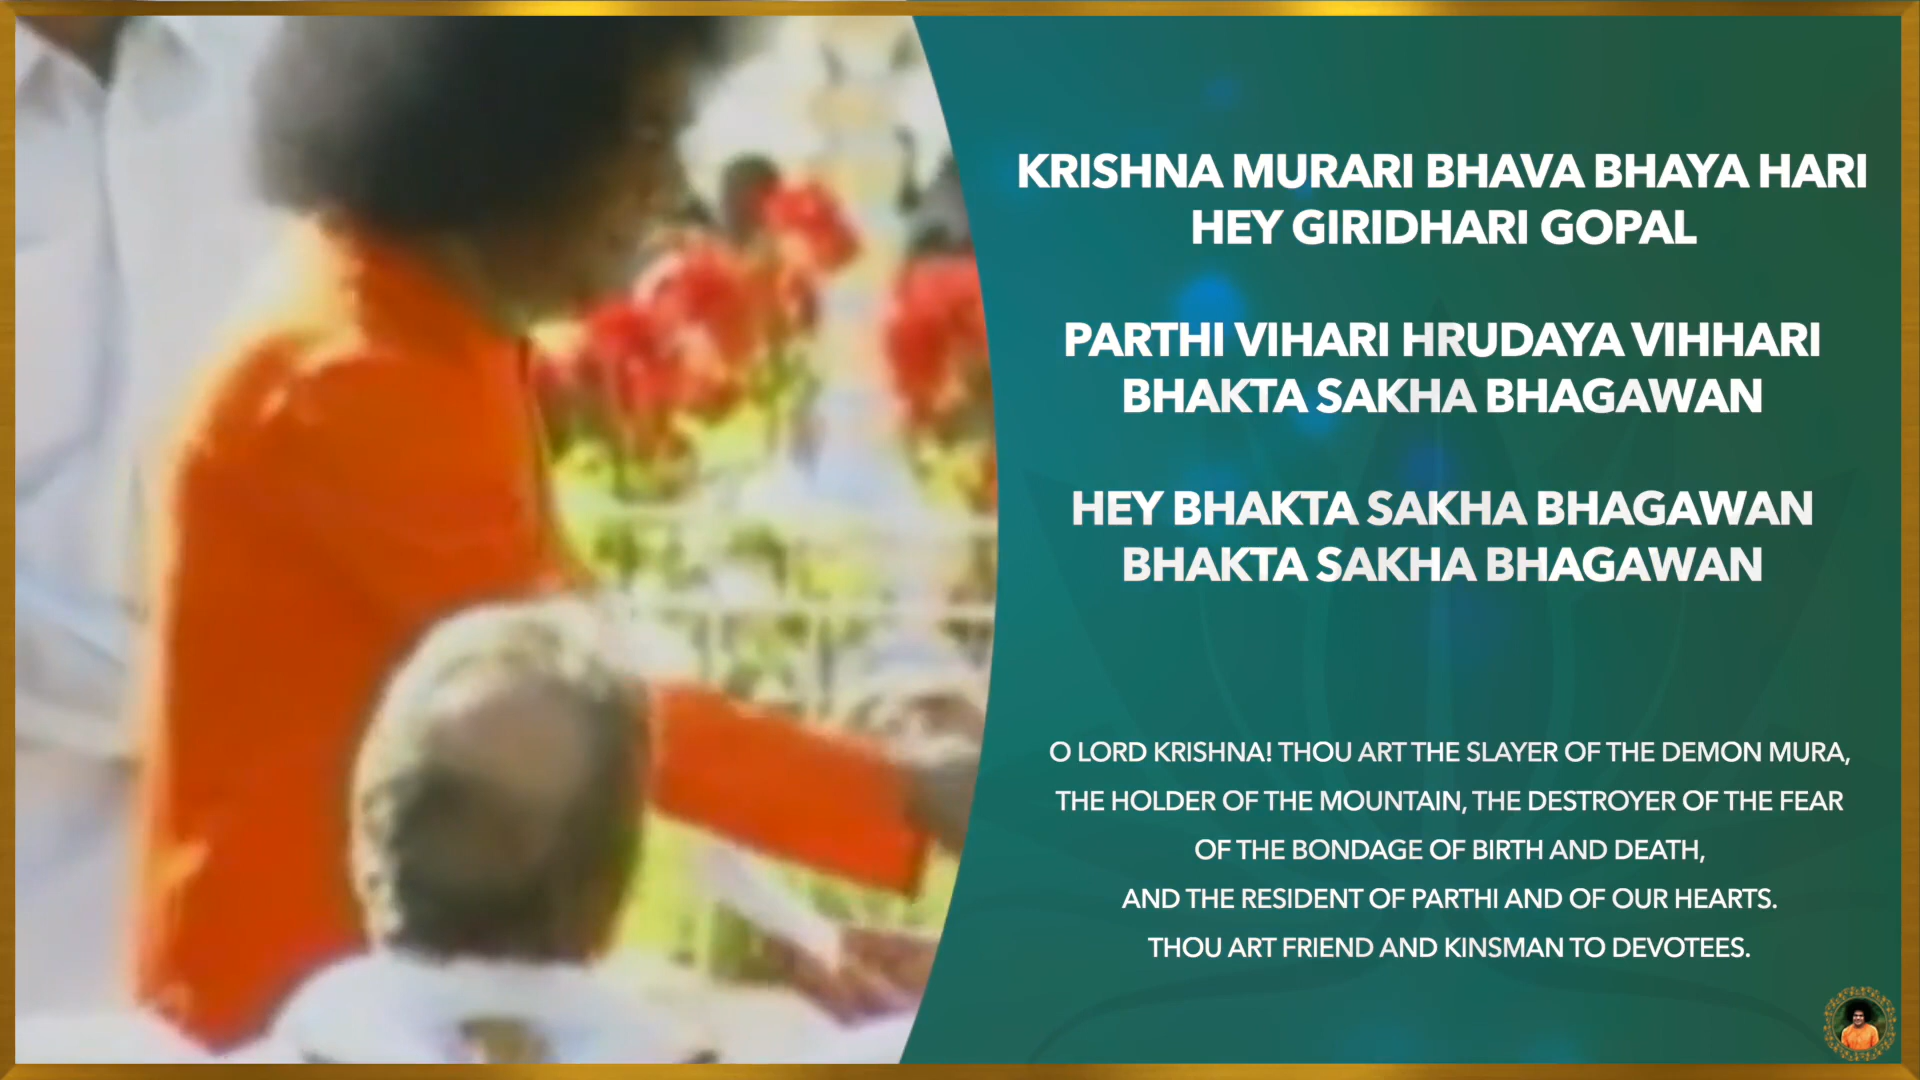 KRISHNA MURARI BHAVA BHAYA HARI
HEY GIRIDHARI GOPAL
PARTHI VIHARI HRUDAYA VIHHARI
BHAKTA SAKHA BHAGAWAN
HEY BHAKTA SAKHA BHAGAWAN
BHAKTA SAKHA BHAGAWAN
O LORD KRISHNA! THOU ART THE SLAYER OF THE DEMON MURA,
THE HOLDER OF THE MOUNTAIN, THE DESTROYER OF THE FEAR
OF THE BONDAGE OF BIRTH AND DEATH,
AND THE RESIDENT OF PARTHI AND OF OUR HEARTS.
THOU ART FRIEND AND KINSMAN TO DEVOTEES.